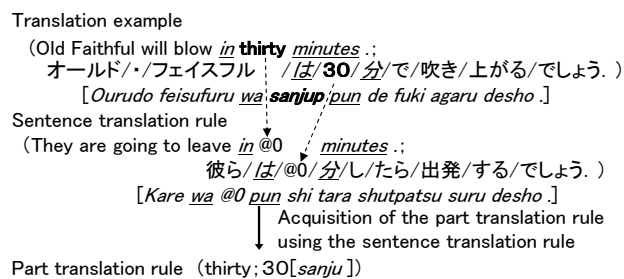 Translation example
(Old Faithful will blow in thirty minutes .;
オールド/・/フェイスフル /は/30/分/で/吹き/上がる/でしょう. )
[Ourudo feisufuru wa sanjup pun de fuki agaru desho .]
Sentence translation rule
(They are going to leave in @0 minutes .;
彼ら/は/@0/分/し/たら/出発/する/でしょう. )
[Kare wa @0 pun shi tara shutpatsu suru desho .]
Acquisition of the part translation rule
using the sentence translation rule
Part translation rule (thirty; 30[sanju ])